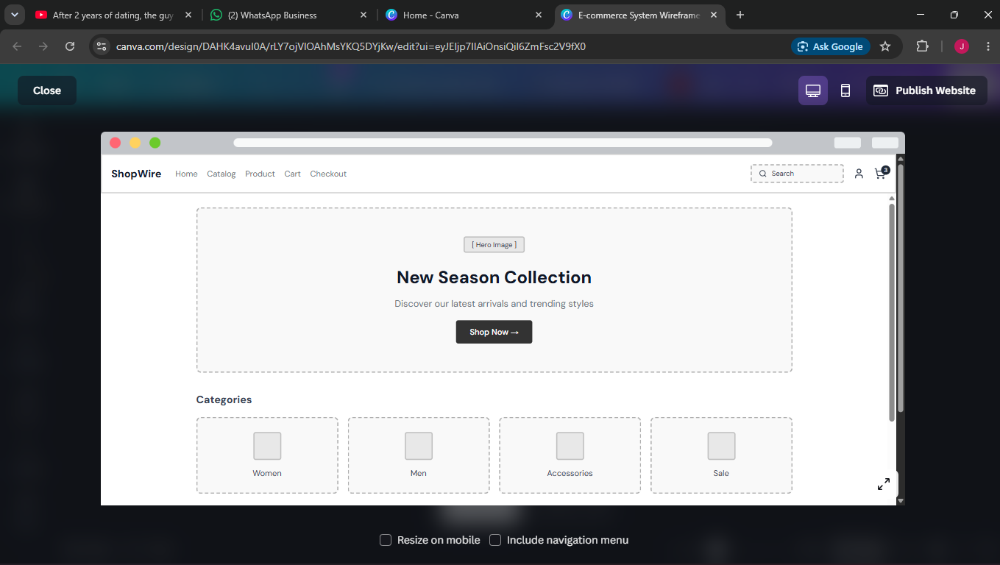 After 2 years of dating, the guy
(2) WhatsApp Business
Home - Canva
E-commerce System Wireframe
canva.com/design/DAHK4avuI0A/rLY7ojVlOAhMsYKQ5DYjKw/edit?ui=eyJEIjp7IlAiOnsiQiI6ZmFsc2V9fX0
Ask Google
J
Close
Publish Website
ShopWire
Home
Catalog
Product
Cart
Checkout
Search
3
[ Hero Image ]
New Season Collection
Discover our latest arrivals and trending styles
Shop Now →
Categories
Women
Men
Accessories
Sale
Resize on mobile
Include navigation menu